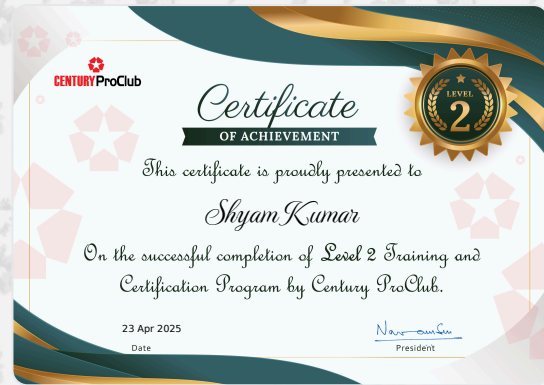 CENTURY ProClub
LEVEL
2
Certificate
OF ACHIEVEMENT
This certificate is proudly presented to
Shyam Kumar
On the successful completion of Level 2 Training and
Certification Program by Century ProClub.
23 Apr 2025
Date
President